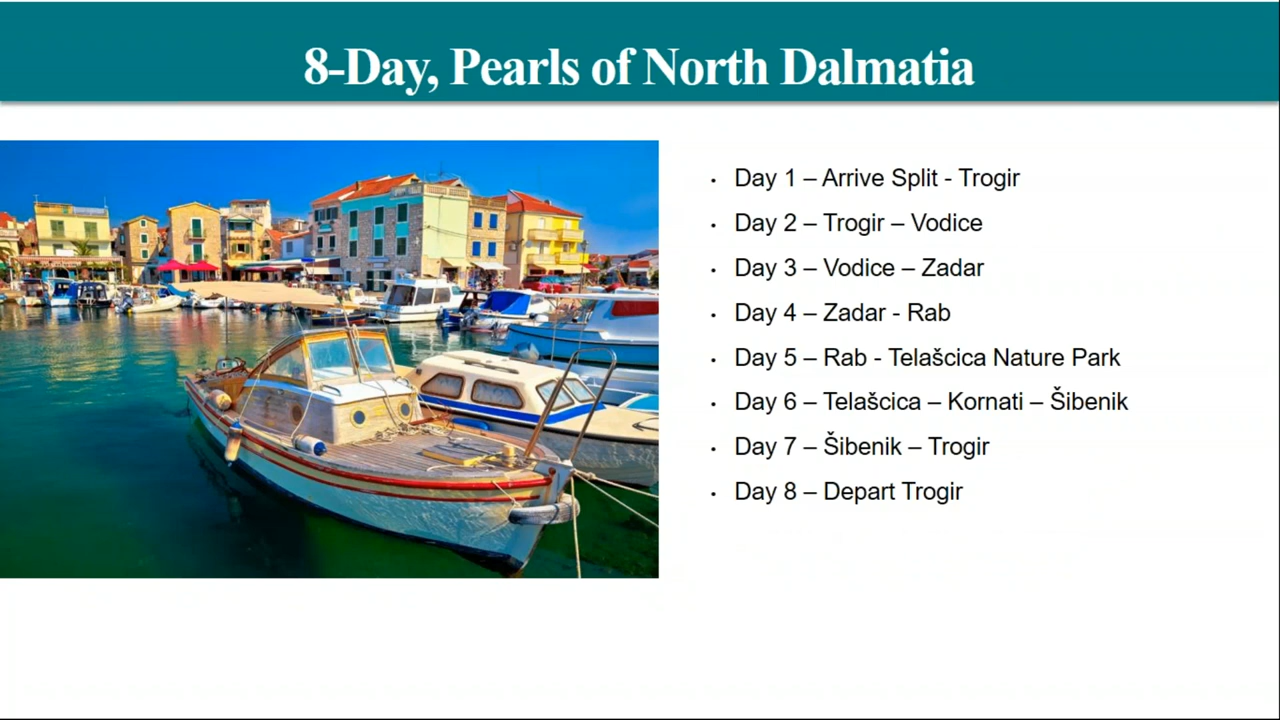 8-Day, Pearls of North Dalmatia
• Day 1 – Arrive Split - Trogir
• Day 2 – Trogir – Vodice
• Day 3 – Vodice – Zadar
• Day 4 – Zadar - Rab
• Day 5 – Rab - Telašcica Nature Park
• Day 6 – Telašcica – Kornati – Šibenik
• Day 7 – Šibenik – Trogir
• Day 8 – Depart Trogir